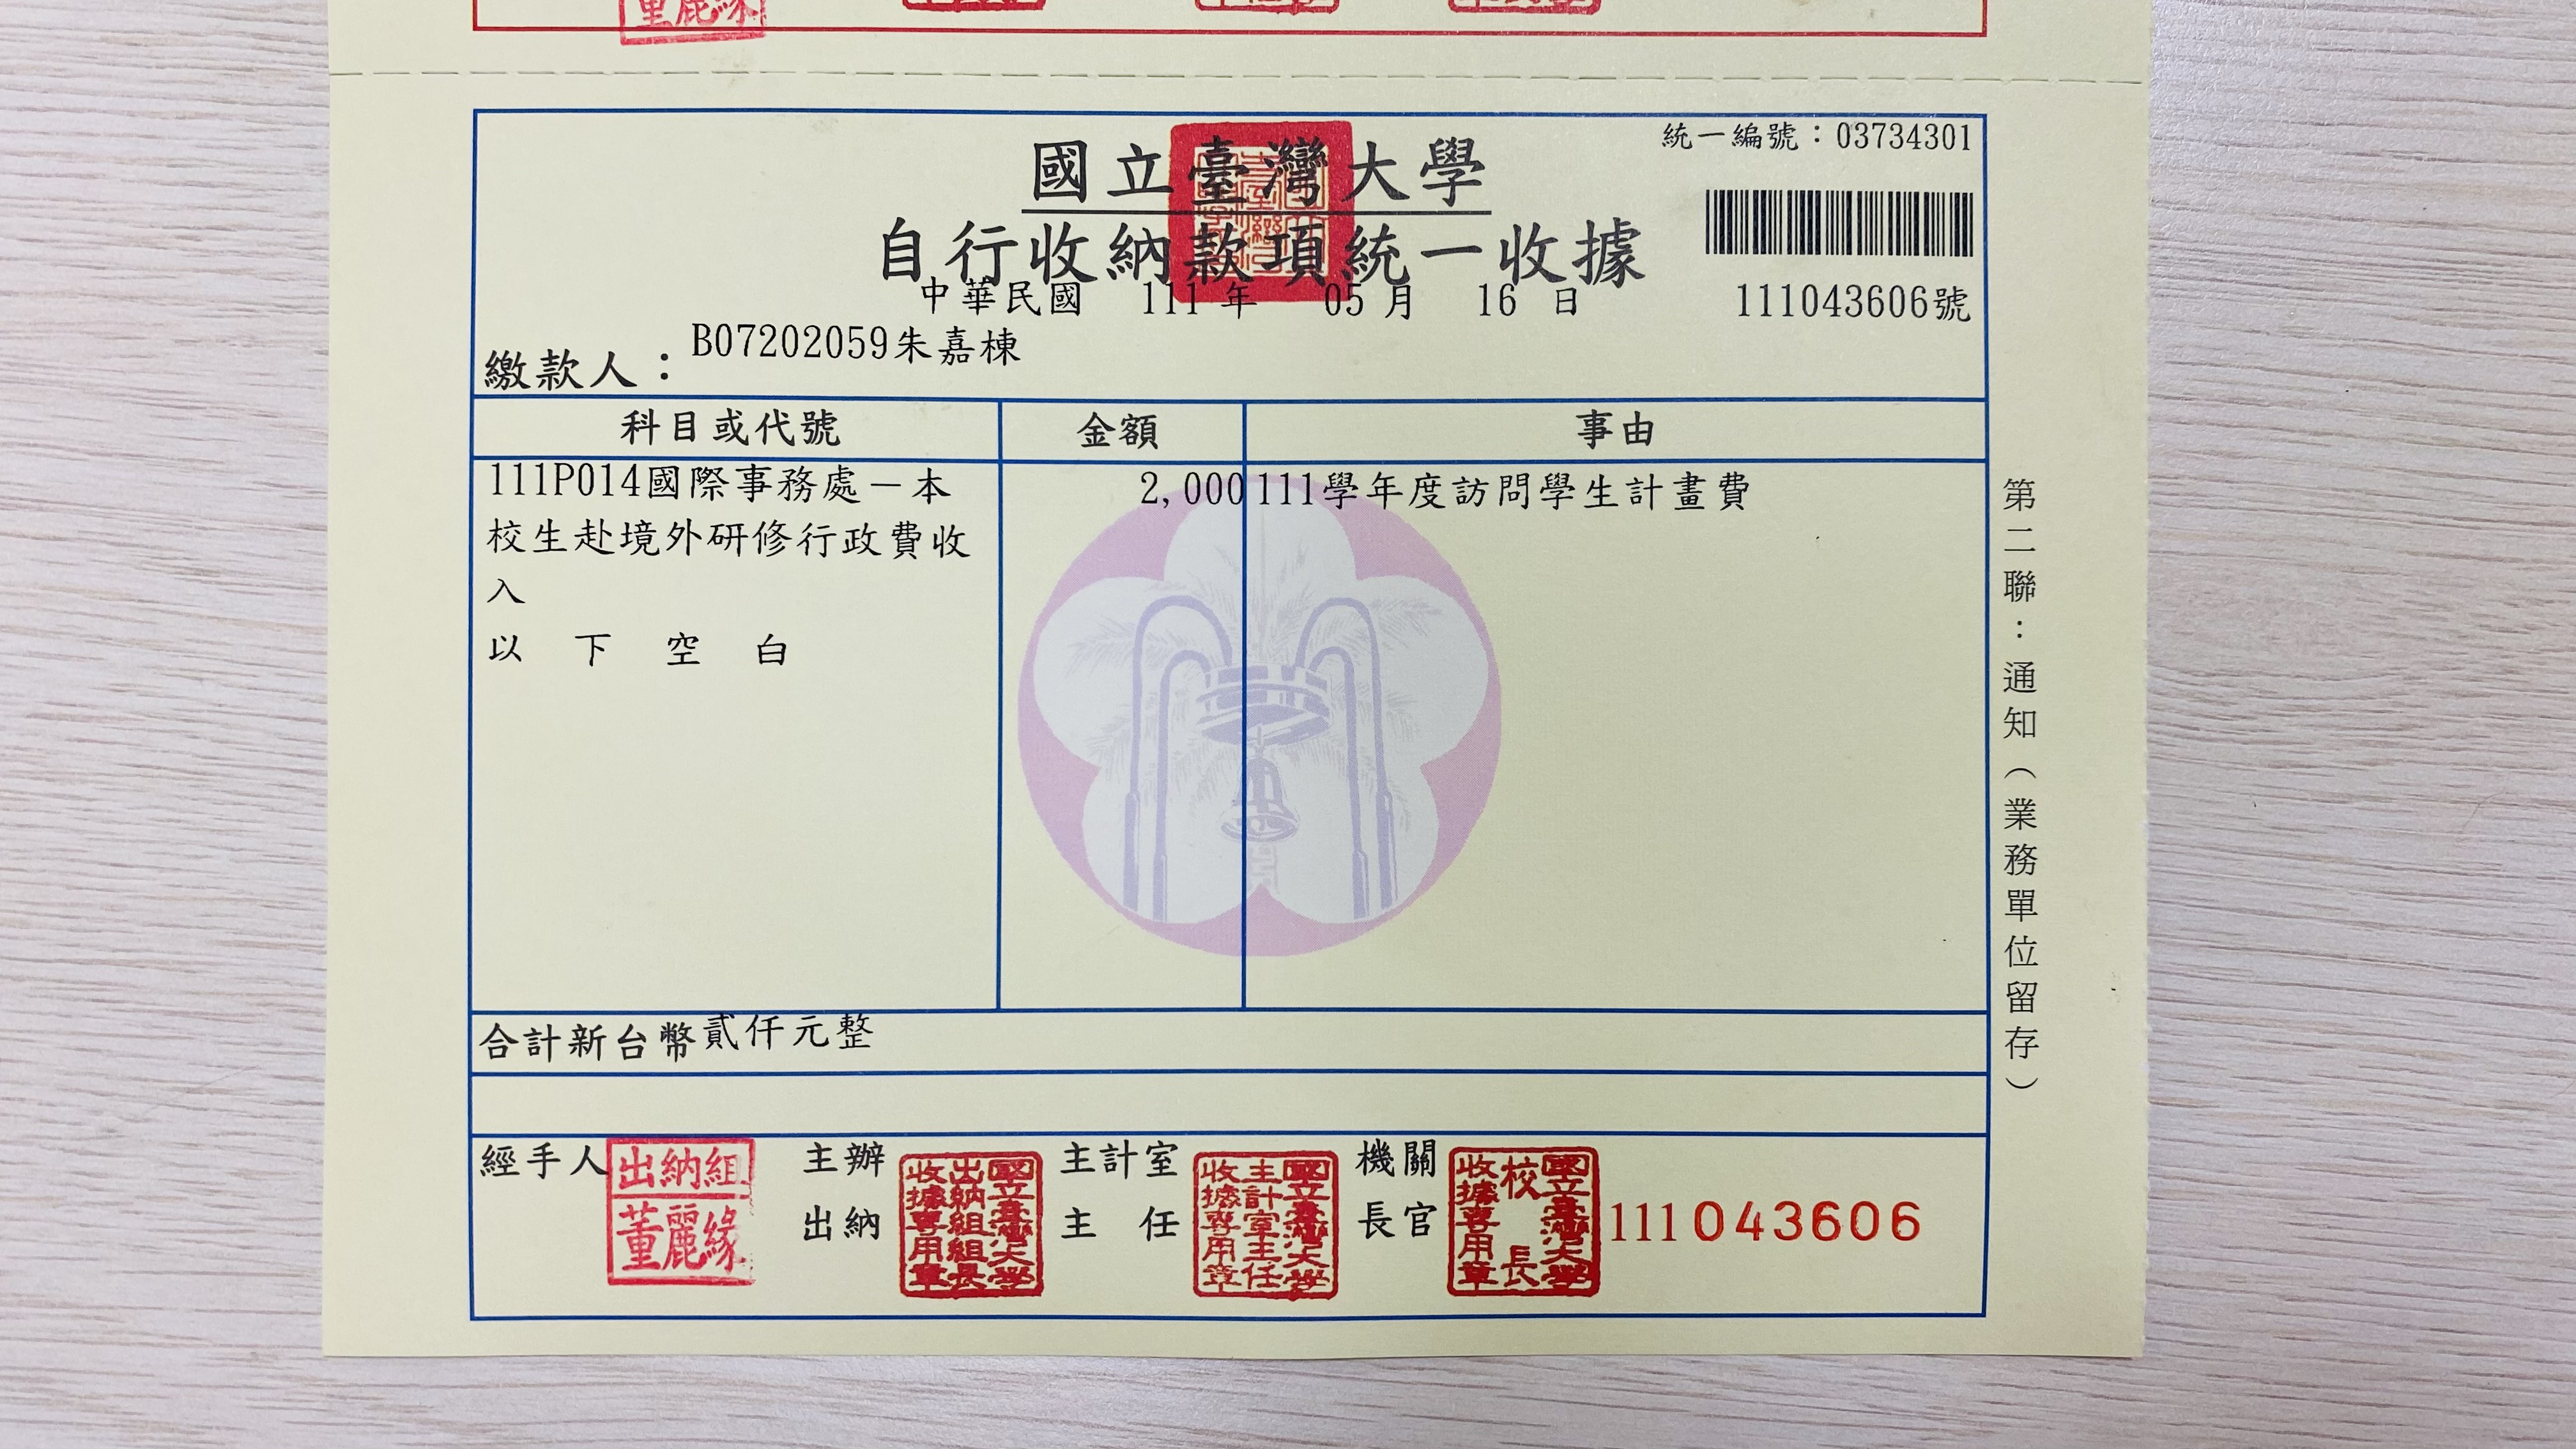 董麗緣
統一編號：03734301
國立臺灣大學
自行收納款項統一收據
中華民國 111 年 05 月 16 日
111043606號
繳款人：B07202059朱嘉棟
科目或代號 金額 事由
111P014國際事務處－本 2,000 111學年度訪問學生計畫費
校生赴境外研修行政費收
入
以下空白
合計新台幣貳仟元整
經手人
出納組
董麗緣
主辦
出納
國立臺灣大學
出納組組長
收據專用章
主計室
主任
國立臺灣大學
主計室主任
收據專用章
機關
長官
國立臺灣大學
校長
收據專用章
111043606
第二聯：通知（業務單位留存）